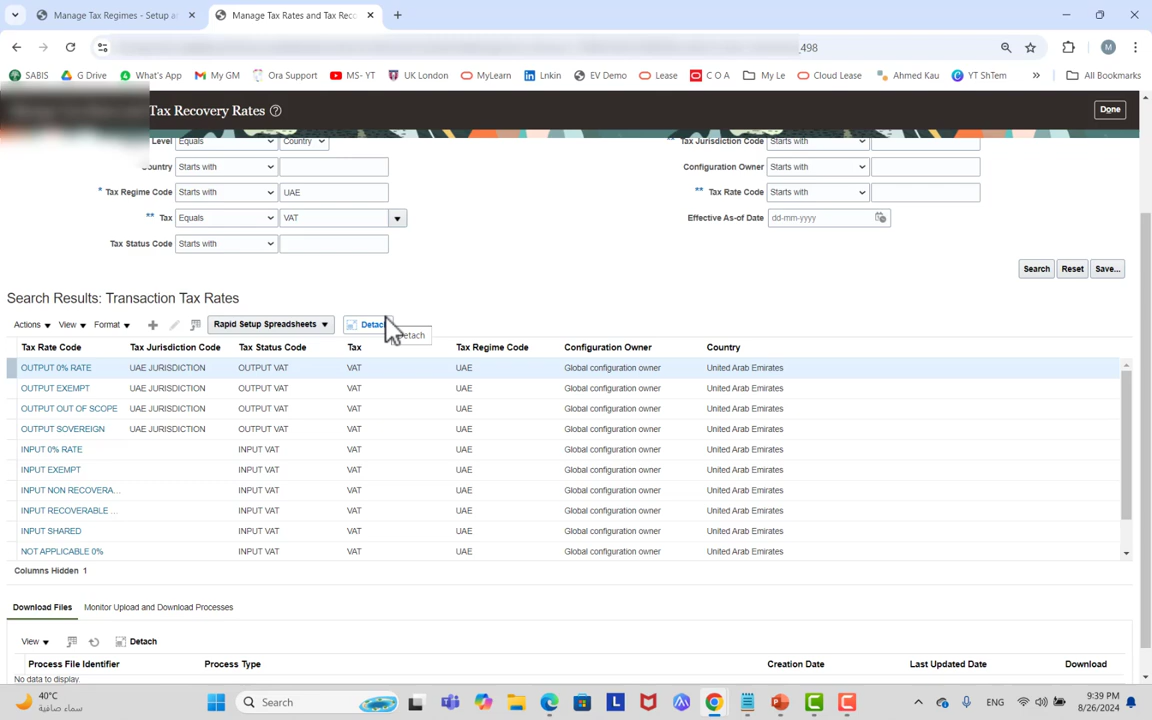 Manage Tax Regimes - Setup a
Manage Tax Rates and Tax Rec
_498
M
SABIS
G Drive
What's App
My GM
Ora Support
MS- YT
UK London
MyLearn
Lnkin
EV Demo
Lease
C O A
My Le
Cloud Lease
Ahmed Kau
YT ShTem
All Bookmarks
Tax Recovery Rates
Done
Level Equals Country
** Tax Jurisdiction Code Starts with
Country Starts with
Configuration Owner Starts with
* Tax Regime Code Starts with UAE
** Tax Rate Code Starts with
** Tax Equals VAT
Effective As-of Date dd-mm-yyyy
Tax Status Code Starts with
Search Reset Save...
Search Results: Transaction Tax Rates
Actions View Format Rapid Setup Spreadsheets Detach
Detach
Tax Rate Code Tax Jurisdiction Code Tax Status Code Tax Tax Regime Code Configuration Owner Country
OUTPUT 0% RATE UAE JURISDICTION OUTPUT VAT VAT UAE Global configuration owner United Arab Emirates
OUTPUT EXEMPT UAE JURISDICTION OUTPUT VAT VAT UAE Global configuration owner United Arab Emirates
OUTPUT OUT OF SCOPE UAE JURISDICTION OUTPUT VAT VAT UAE Global configuration owner United Arab Emirates
OUTPUT SOVEREIGN UAE JURISDICTION OUTPUT VAT VAT UAE Global configuration owner United Arab Emirates
INPUT 0% RATE INPUT VAT VAT UAE Global configuration owner United Arab Emirates
INPUT EXEMPT INPUT VAT VAT UAE Global configuration owner United Arab Emirates
INPUT NON RECOVERA... INPUT VAT VAT UAE Global configuration owner United Arab Emirates
INPUT RECOVERABLE ... INPUT VAT VAT UAE Global configuration owner United Arab Emirates
INPUT SHARED INPUT VAT VAT UAE Global configuration owner United Arab Emirates
NOT APPLICABLE 0% INPUT VAT VAT UAE Global configuration owner United Arab Emirates
Columns Hidden 1
Download Files Monitor Upload and Download Processes
View Detach
Process File Identifier Process Type Creation Date Last Updated Date Download
No data to display.
40°C
سماء صافية
Search
ENG
9:39 PM
8/26/2024